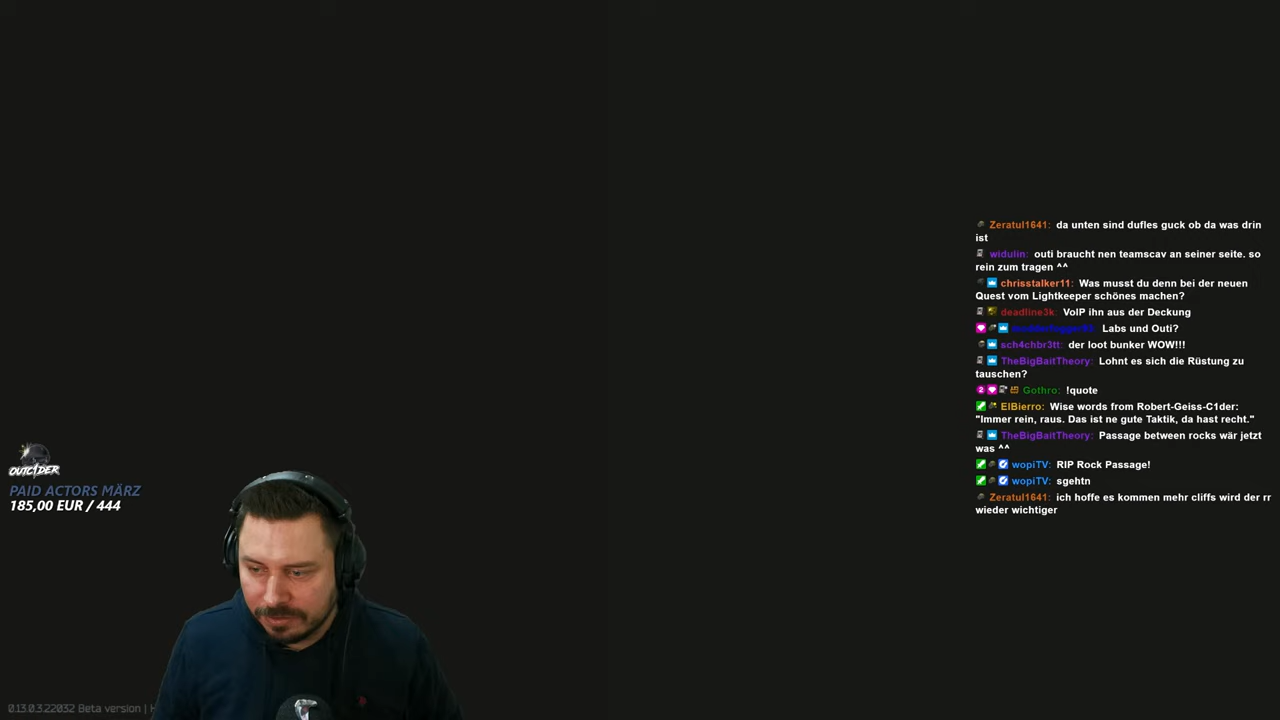 Zeratul1641: da unten sind dufles guck ob da was drin
ist
widulin: outi braucht nen teamscav an seiner seite. so
rein zum tragen ^^
chrisstalker11: Was musst du denn bei der neuen
Quest vom Lightkeeper schönes machen?
deadline3k: VoIP ihn aus der Deckung
Labs und Outi?
sch4chbr3tt: der loot bunker WOW!!!
TheBigBaitTheory: Lohnt es sich die Rüstung zu
tauschen?
2 Gothro: !quote
ElBierro: Wise words from Robert-Geiss-C1der:
"Immer rein, raus. Das ist ne gute Taktik, da hast recht."
TheBigBaitTheory: Passage between rocks wär jetzt
was ^^
wopiTV: RIP Rock Passage!
wopiTV: sgehtn
Zeratul1641: ich hoffe es kommen mehr cliffs wird der rr
wieder wichtiger
OUTC1DER
PAID ACTORS MÄRZ
185,00 EUR / 444
0.13.0.3.22032 Beta version |